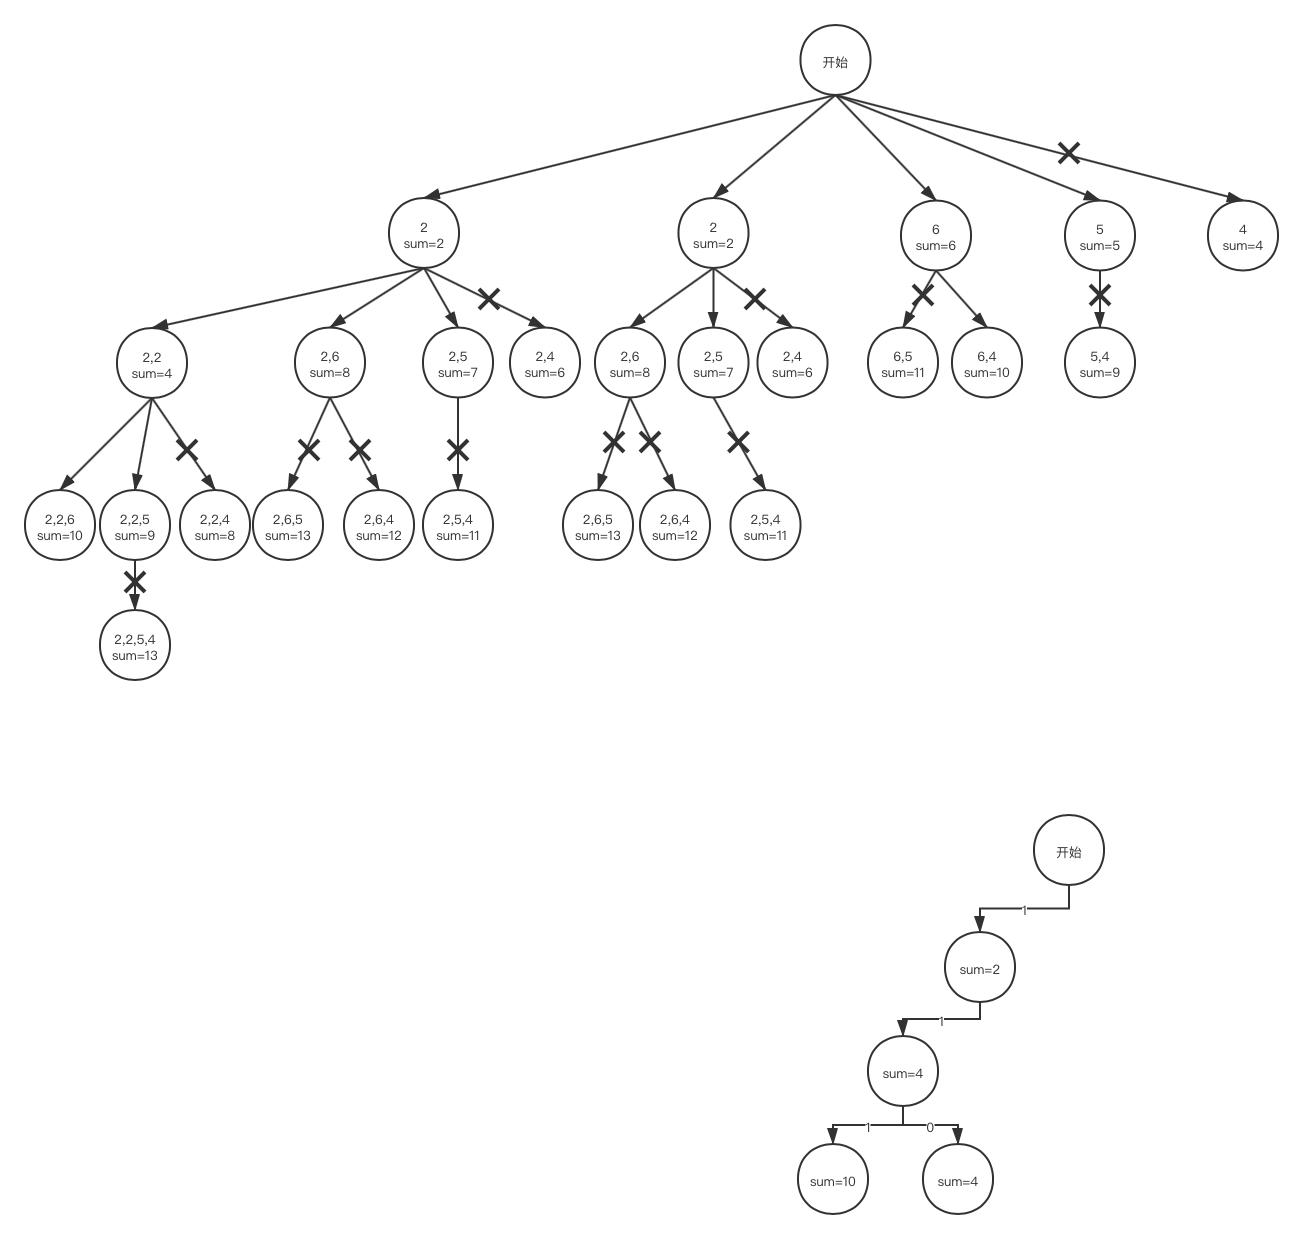 开始
2
sum=2
2
sum=2
6
sum=6
5
sum=5
4
sum=4
2,2
sum=4
2,6
sum=8
2,5
sum=7
2,4
sum=6
2,6
sum=8
2,5
sum=7
2,4
sum=6
6,5
sum=11
6,4
sum=10
5,4
sum=9
2,2,6
sum=10
2,2,5
sum=9
2,2,4
sum=8
2,6,5
sum=13
2,6,4
sum=12
2,5,4
sum=11
2,6,5
sum=13
2,6,4
sum=12
2,5,4
sum=11
2,2,5,4
sum=13
开始
1
sum=2
1
sum=4
1
0
sum=10
sum=4